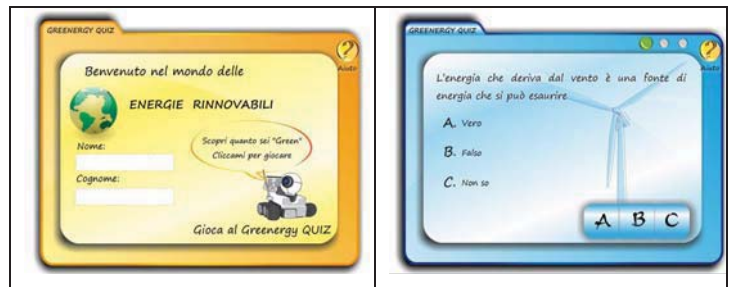 GREENERGY QUIZ
Aiuto
Benvenuto nel mondo delle
ENERGIE RINNOVABILI
Nome:
Cognome:
Scopri quanto sei "Green"
Cliccami per giocare
Gioca al Greenergy QUIZ
GREENERGY QUIZ
Aiuto
L'energia che deriva dal vento è una fonte di
energia che si può esaurire
A. Vero
B. Falso
C. Non so
A B C